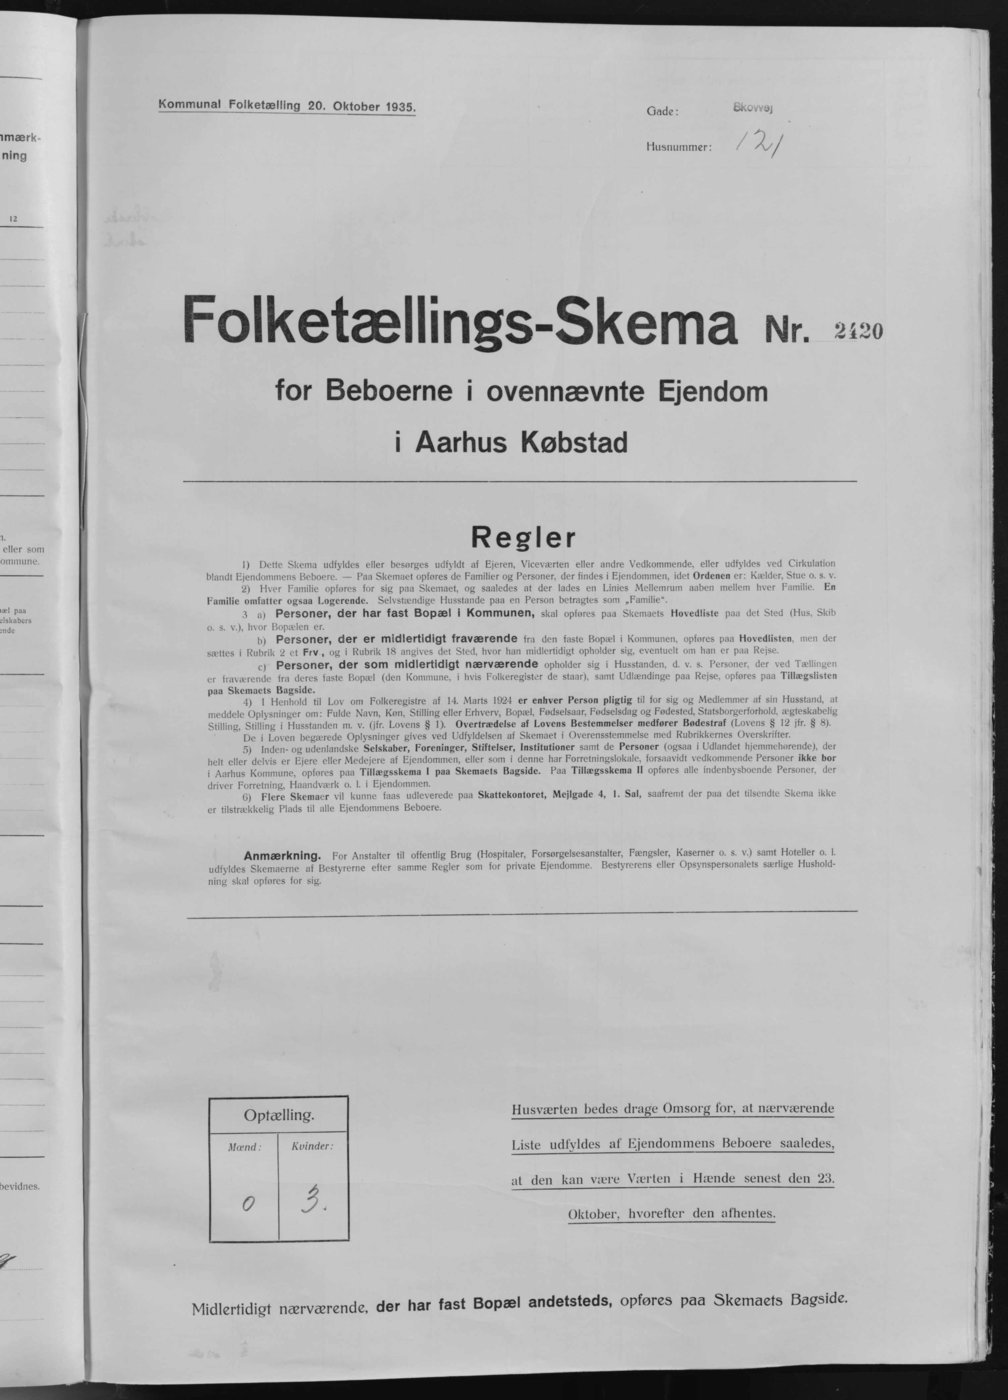 Kommunal Folketælling 20. Oktober 1935.
Gade: Skovvej
Husnummer: 121
Folketællings-Skema Nr. 2420
for Beboerne i ovennævnte Ejendom
i Aarhus Købstad
Regler
1) Dette Skema udfyldes eller besørges udfyldt af Ejeren, Viceværten eller andre Vedkommende, eller udfyldes ved Cirkulation
blandt Ejendommens Beboere. — Paa Skemaet opføres de Familier og Personer, der findes i Ejendommen, idet Ordenen er: Kælder, Stue o. s. v.
2) Hver Familie opføres for sig paa Skemaet, og saaledes at der lades en Linies Mellemrum aaben mellem hver Familie. En
Familie omfatter ogsaa Logerende. Selvstændige Husstande paa en Person betragtes som „Familie".
3 a) Personer, der har fast Bopæl i Kommunen, skal opføres paa Skemaets Hovedliste paa det Sted (Hus, Skib
o. s. v.), hvor Bopælen er.
b) Personer, der er midlertidigt fraværende fra den faste Bopæl i Kommunen, opføres paa Hovedlisten, men der
sættes i Rubrik 2 et Frv., og i Rubrik 18 angives det Sted, hvor han midlertidigt opholder sig, eventuelt om han er paa Rejse.
c) Personer, der som midlertidigt nærværende opholder sig i Husstanden, d. v. s. Personer, der ved Tællingen
er fraværende fra deres faste Bopæl (den Kommune, i hvis Folkeregister de staar), samt Udlændinge paa Rejse, opføres paa Tillægslisten
paa Skemaets Bagside.
4) I Henhold til Lov om Folkeregistre af 14. Marts 1924 er enhver Person pligtig til for sig og Medlemmer af sin Husstand, at
meddele Oplysninger om: Fulde Navn, Køn, Stilling eller Erhverv, Bopæl, Fødselsaar, Fødselsdag og Fødested, Statsborgerforhold, ægteskabelig
Stilling, Stilling i Husstanden m. v. (jfr. Lovens § 1). Overtrædelse af Lovens Bestemmelser medfører Bødestraf (Lovens § 12 jfr. § 8).
De i Loven begærede Oplysninger gives ved Udfyldelsen af Skemaet i Overensstemmelse med Rubrikkernes Overskrifter.
5) Inden- og udenlandske Selskaber, Foreninger, Stiftelser, Institutioner samt de Personer (ogsaa i Udlandet hjemmehørende), der
helt eller delvis er Ejere eller Medejere af Ejendommen, eller som i denne har Forretningslokale, forsaavidt vedkommende Personer ikke bor
i Aarhus Kommune, opføres paa Tillægsskema I paa Skemaets Bagside. Paa Tillægsskema II opføres alle indenbysboende Personer, der
driver Forretning, Haandværk o. l. i Ejendommen.
6) Flere Skemaer vil kunne faas udleverede paa Skattekontoret, Mejlgade 4, 1. Sal, saafremt der paa det tilsendte Skema ikke
er tilstrækkelig Plads til alle Ejendommens Beboere.
Anmærkning. For Anstalter til offentlig Brug (Hospitaler, Forsørgelsesanstalter, Fængsler, Kaserner o. s. v.) samt Hoteller o. l.
udfyldes Skemaerne af Bestyrerne efter samme Regler som for private Ejendomme. Bestyrerens eller Opsynspersonalets særlige Hushold-
ning skal opføres for sig.
Optælling.
Mænd: Kvinder:
0 3.
Husværten bedes drage Omsorg for, at nærværende
Liste udfyldes af Ejendommens Beboere saaledes,
at den kan være Værten i Hænde senest den 23.
Oktober, hvorefter den afhentes.
Midlertidigt nærværende, der har fast Bopæl andetsteds, opføres paa Skemaets Bagside.
nmærk-
ning
12
eller som
ommune.
æl paa
elskabers
ende
bevidnes.